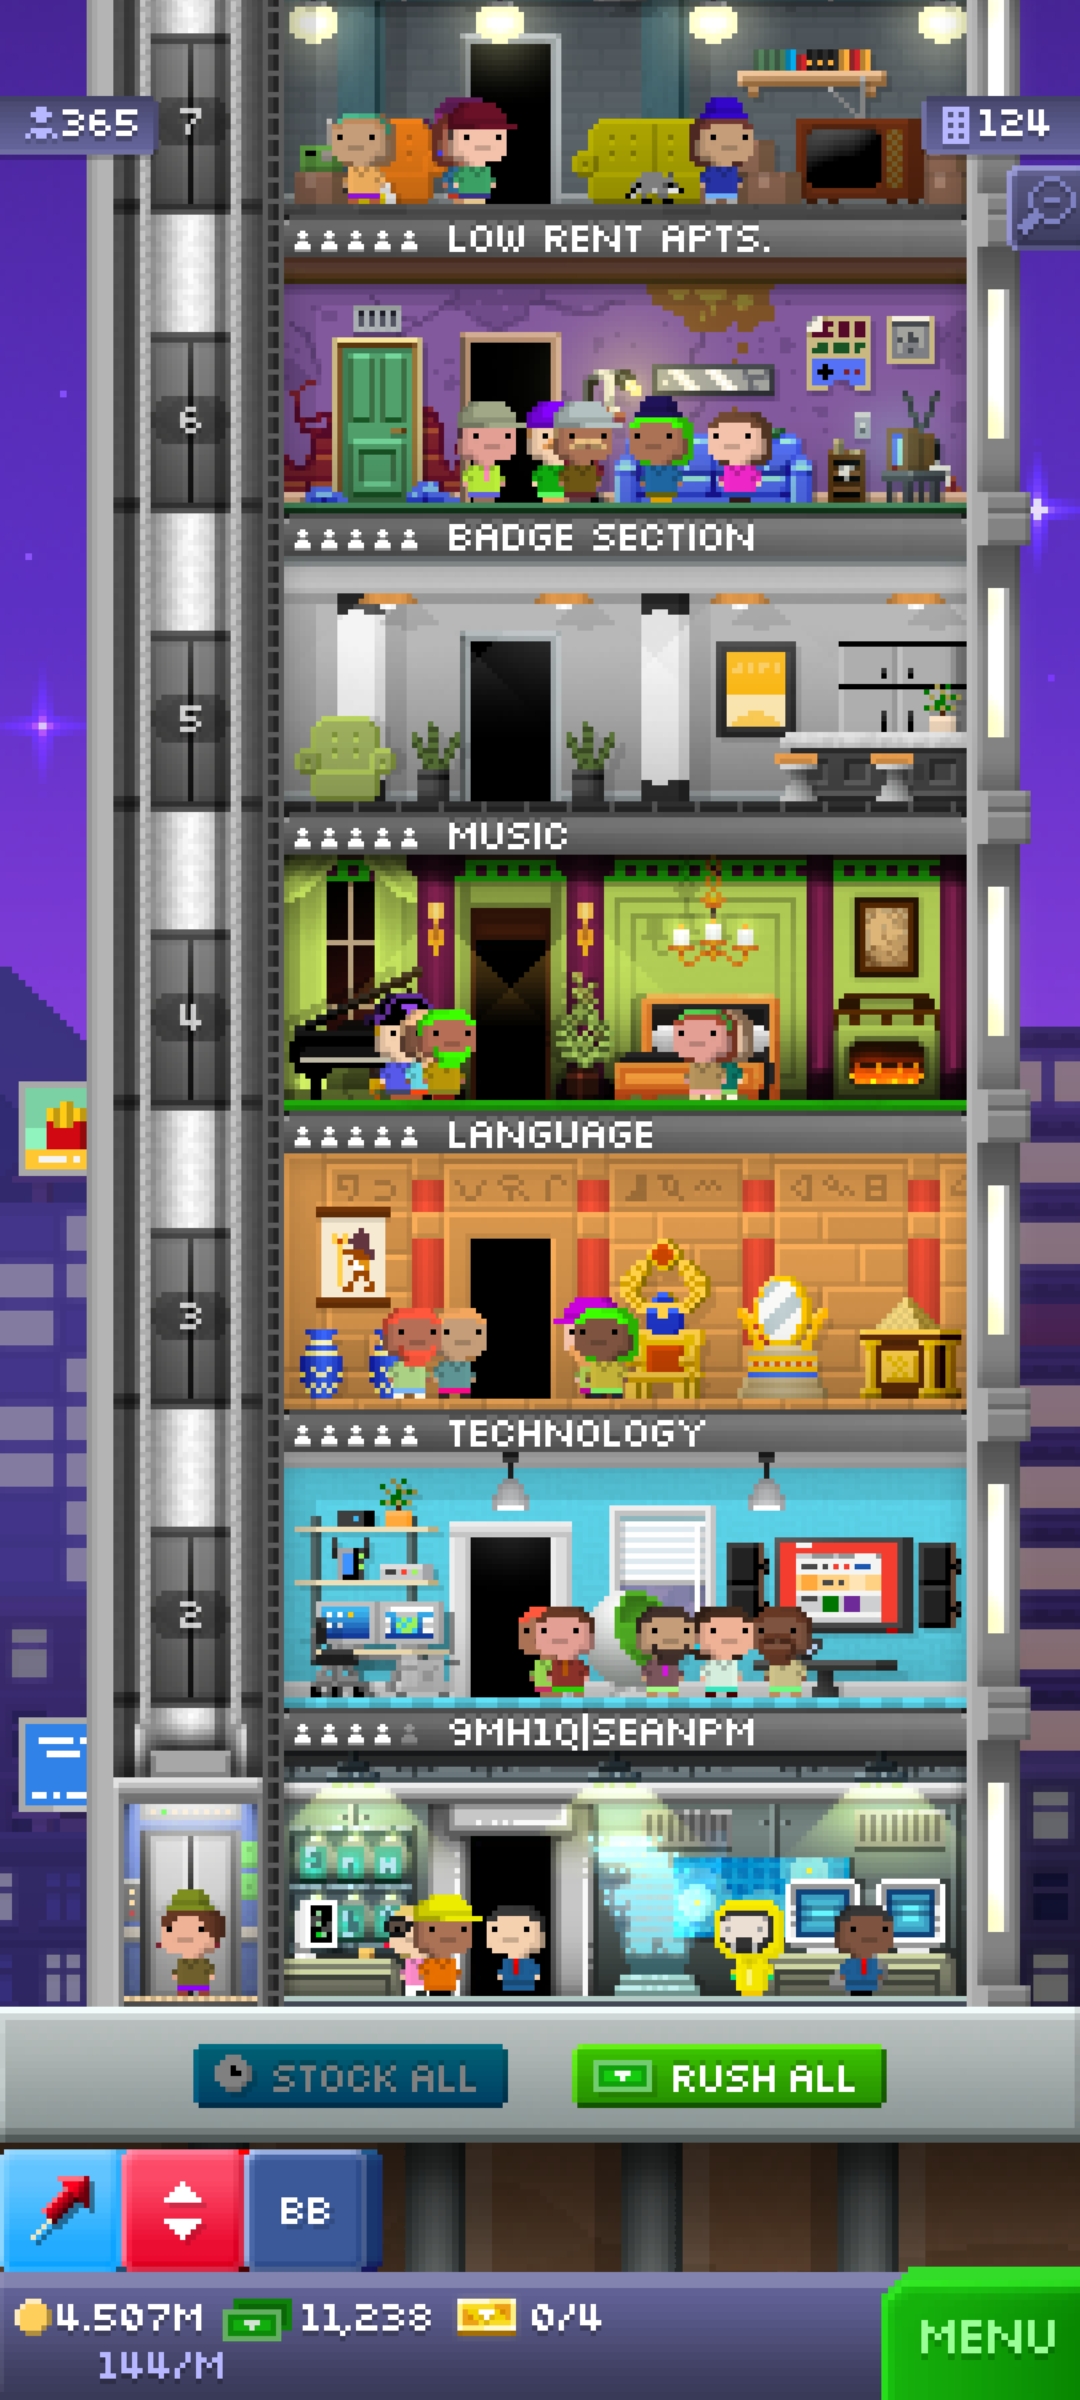 365
7
124
LOW RENT APTS.
6
BADGE SECTION
5
MUSIC
4
LANGUAGE
3
TECHNOLOGY
2
9MH1Q|SEANPM
STOCK ALL
RUSH ALL
BB
4.507M
11,238
0/4
144/M
MENU